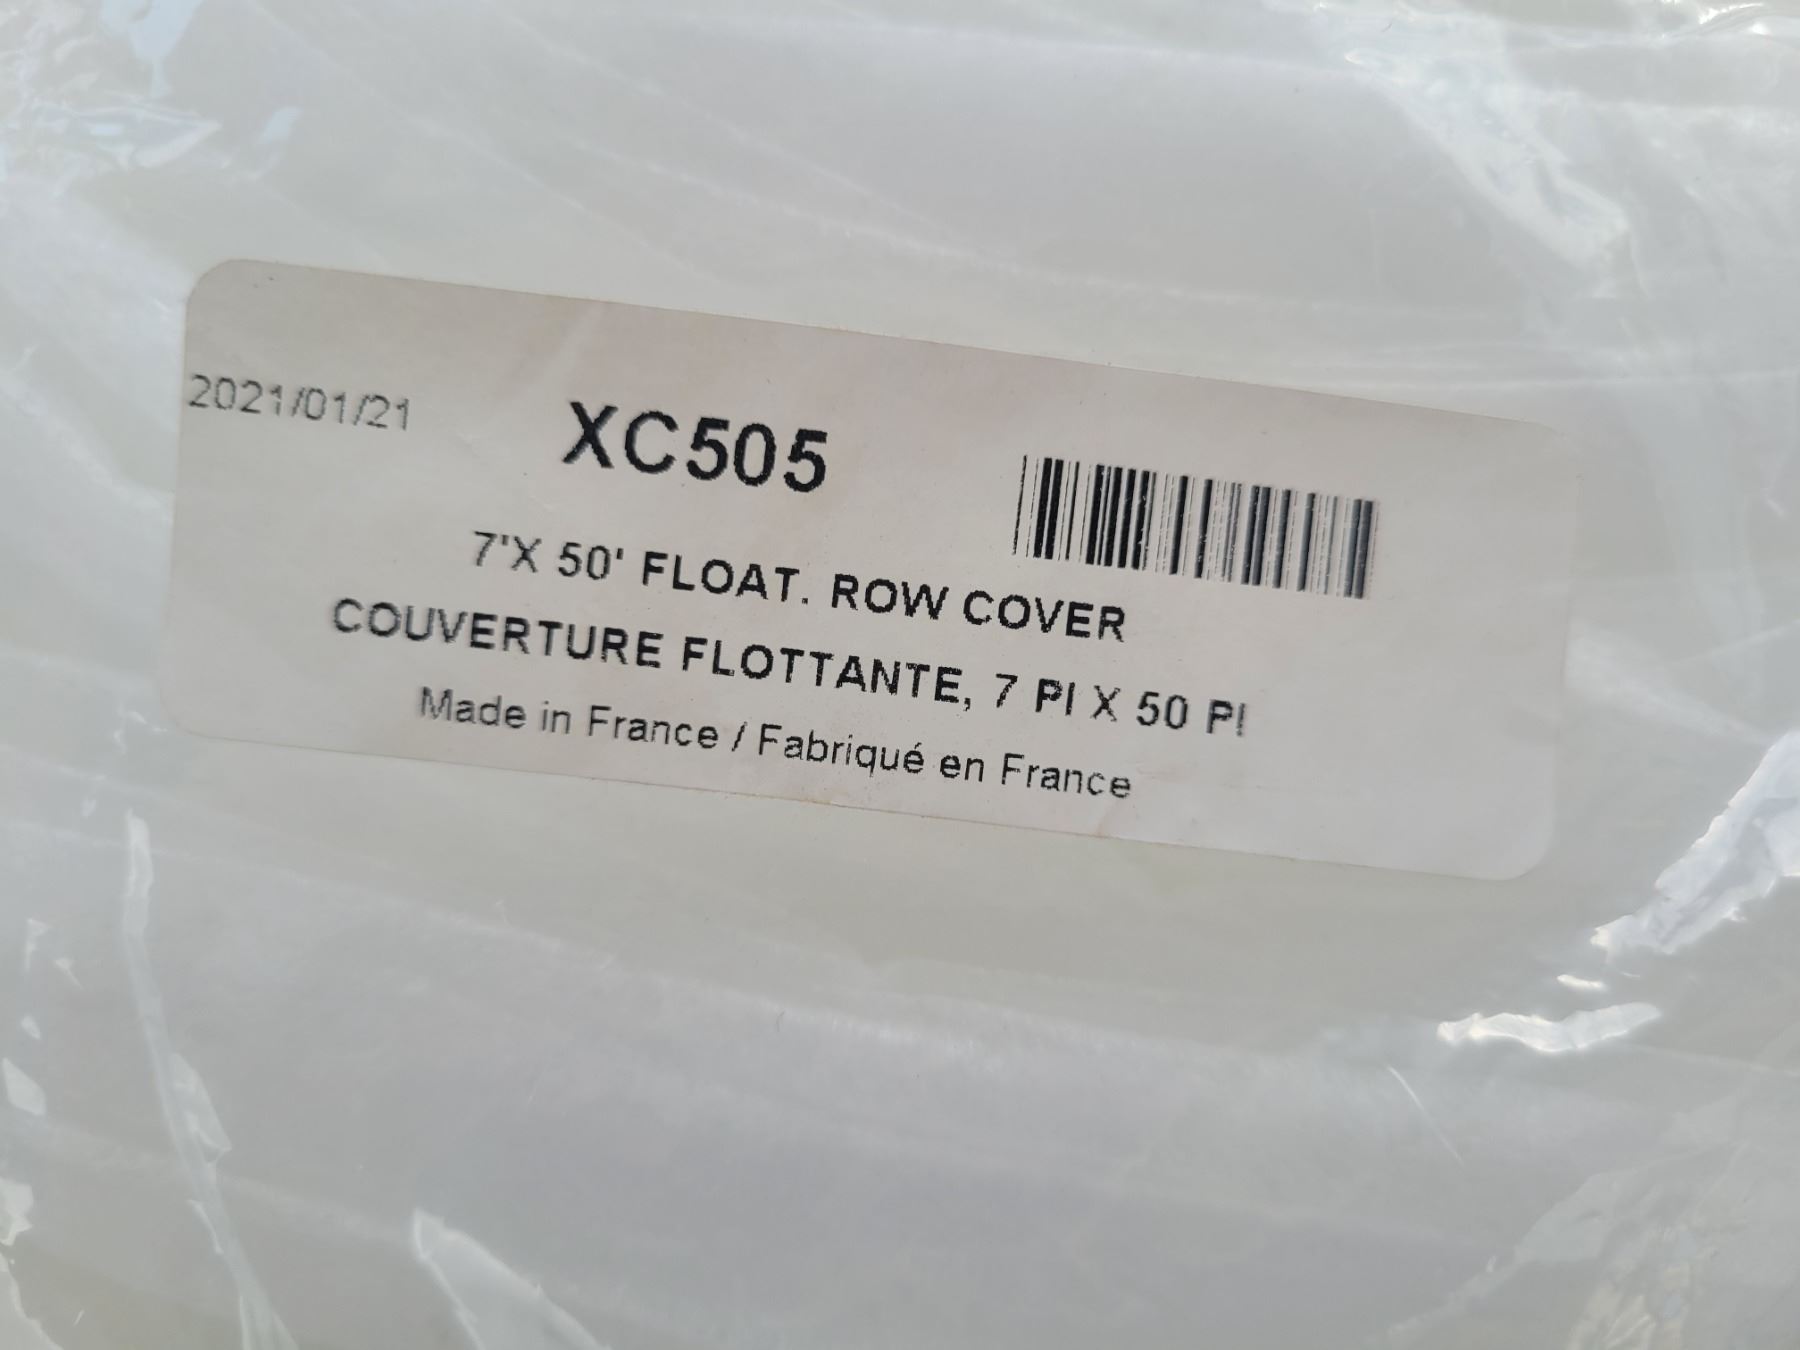 2021/01/21
XC505
7'X 50' FLOAT. ROW COVER
COUVERTURE FLOTTANTE, 7 PI X 50 PI
Made in France / Fabriqué en France